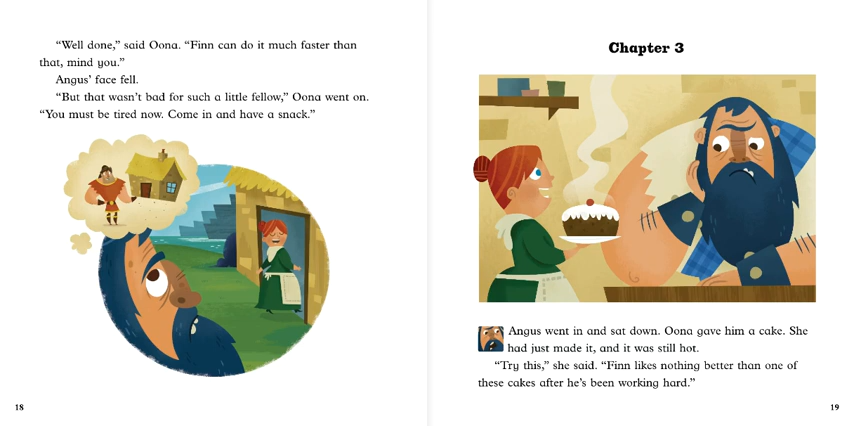 “Well done,” said Oona. “Finn can do it much faster than
that, mind you.”
Angus’ face fell.
“But that wasn’t bad for such a little fellow,” Oona went on.
“You must be tired now. Come in and have a snack.”
18
Chapter 3
Angus went in and sat down. Oona gave him a cake. She
had just made it, and it was still hot.
“Try this,” she said. “Finn likes nothing better than one of
these cakes after he’s been working hard.”
19